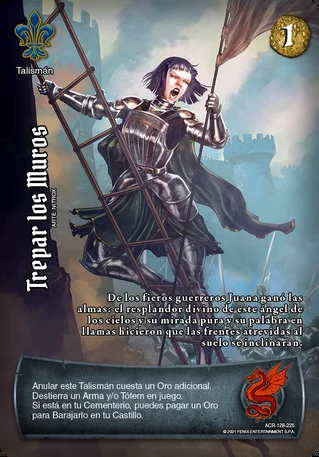 1
Talismán
Trepar los Muros
ARTE: NITROX
De los fieros guerreros Juana ganó las
almas: el resplandor divino de este ángel de
los cielos y su mirada pura y su palabra en
llamas hicieron que las frentes atrevidas al
suelo se inclinaran.
Anular este Talismán cuesta un Oro adicional.
Destierra un Arma y/o Tótem en juego.
Si está en tu Cementerio, puedes pagar un Oro
para Barajarlo en tu Castillo.
ACR-128-225
© 2021 FENIX ENTERTAINMENT S.P.A.